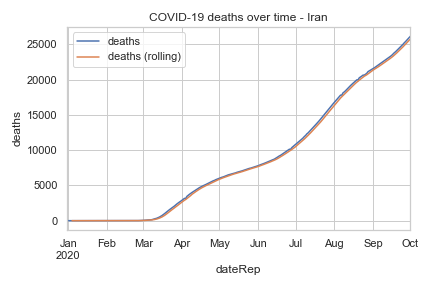 COVID-19 deaths over time - Iran
deaths
deaths (rolling)
deaths
25000
20000
15000
10000
5000
0
Jan Feb Mar Apr May Jun Jul Aug Sep Oct
2020
dateRep